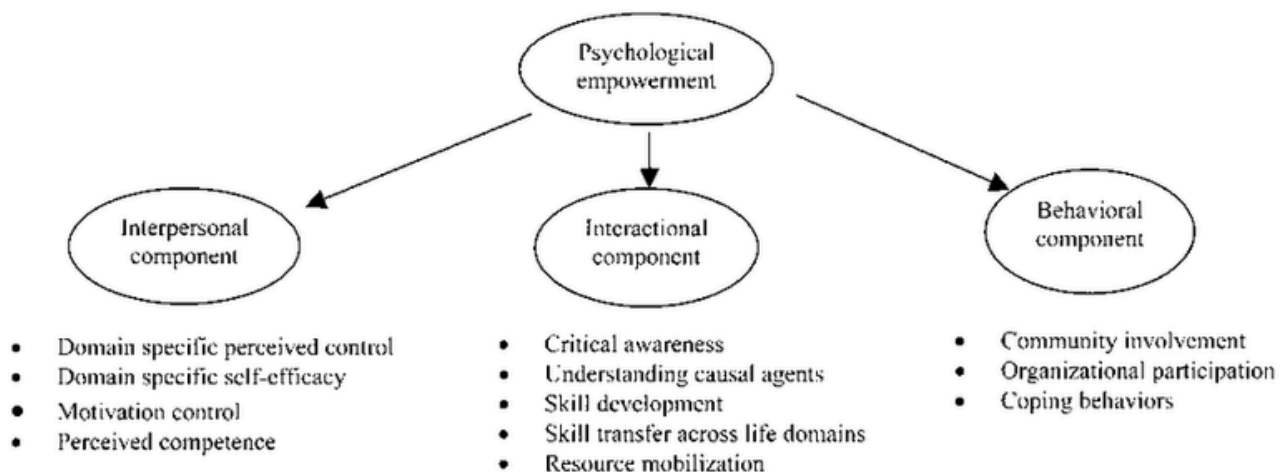 Psychological
empowerment
Interpersonal
component
Interactional
component
Behavioral
component
• Domain specific perceived control
• Domain specific self-efficacy
• Motivation control
• Perceived competence
• Critical awareness
• Understanding causal agents
• Skill development
• Skill transfer across life domains
• Resource mobilization
• Community involvement
• Organizational participation
• Coping behaviors